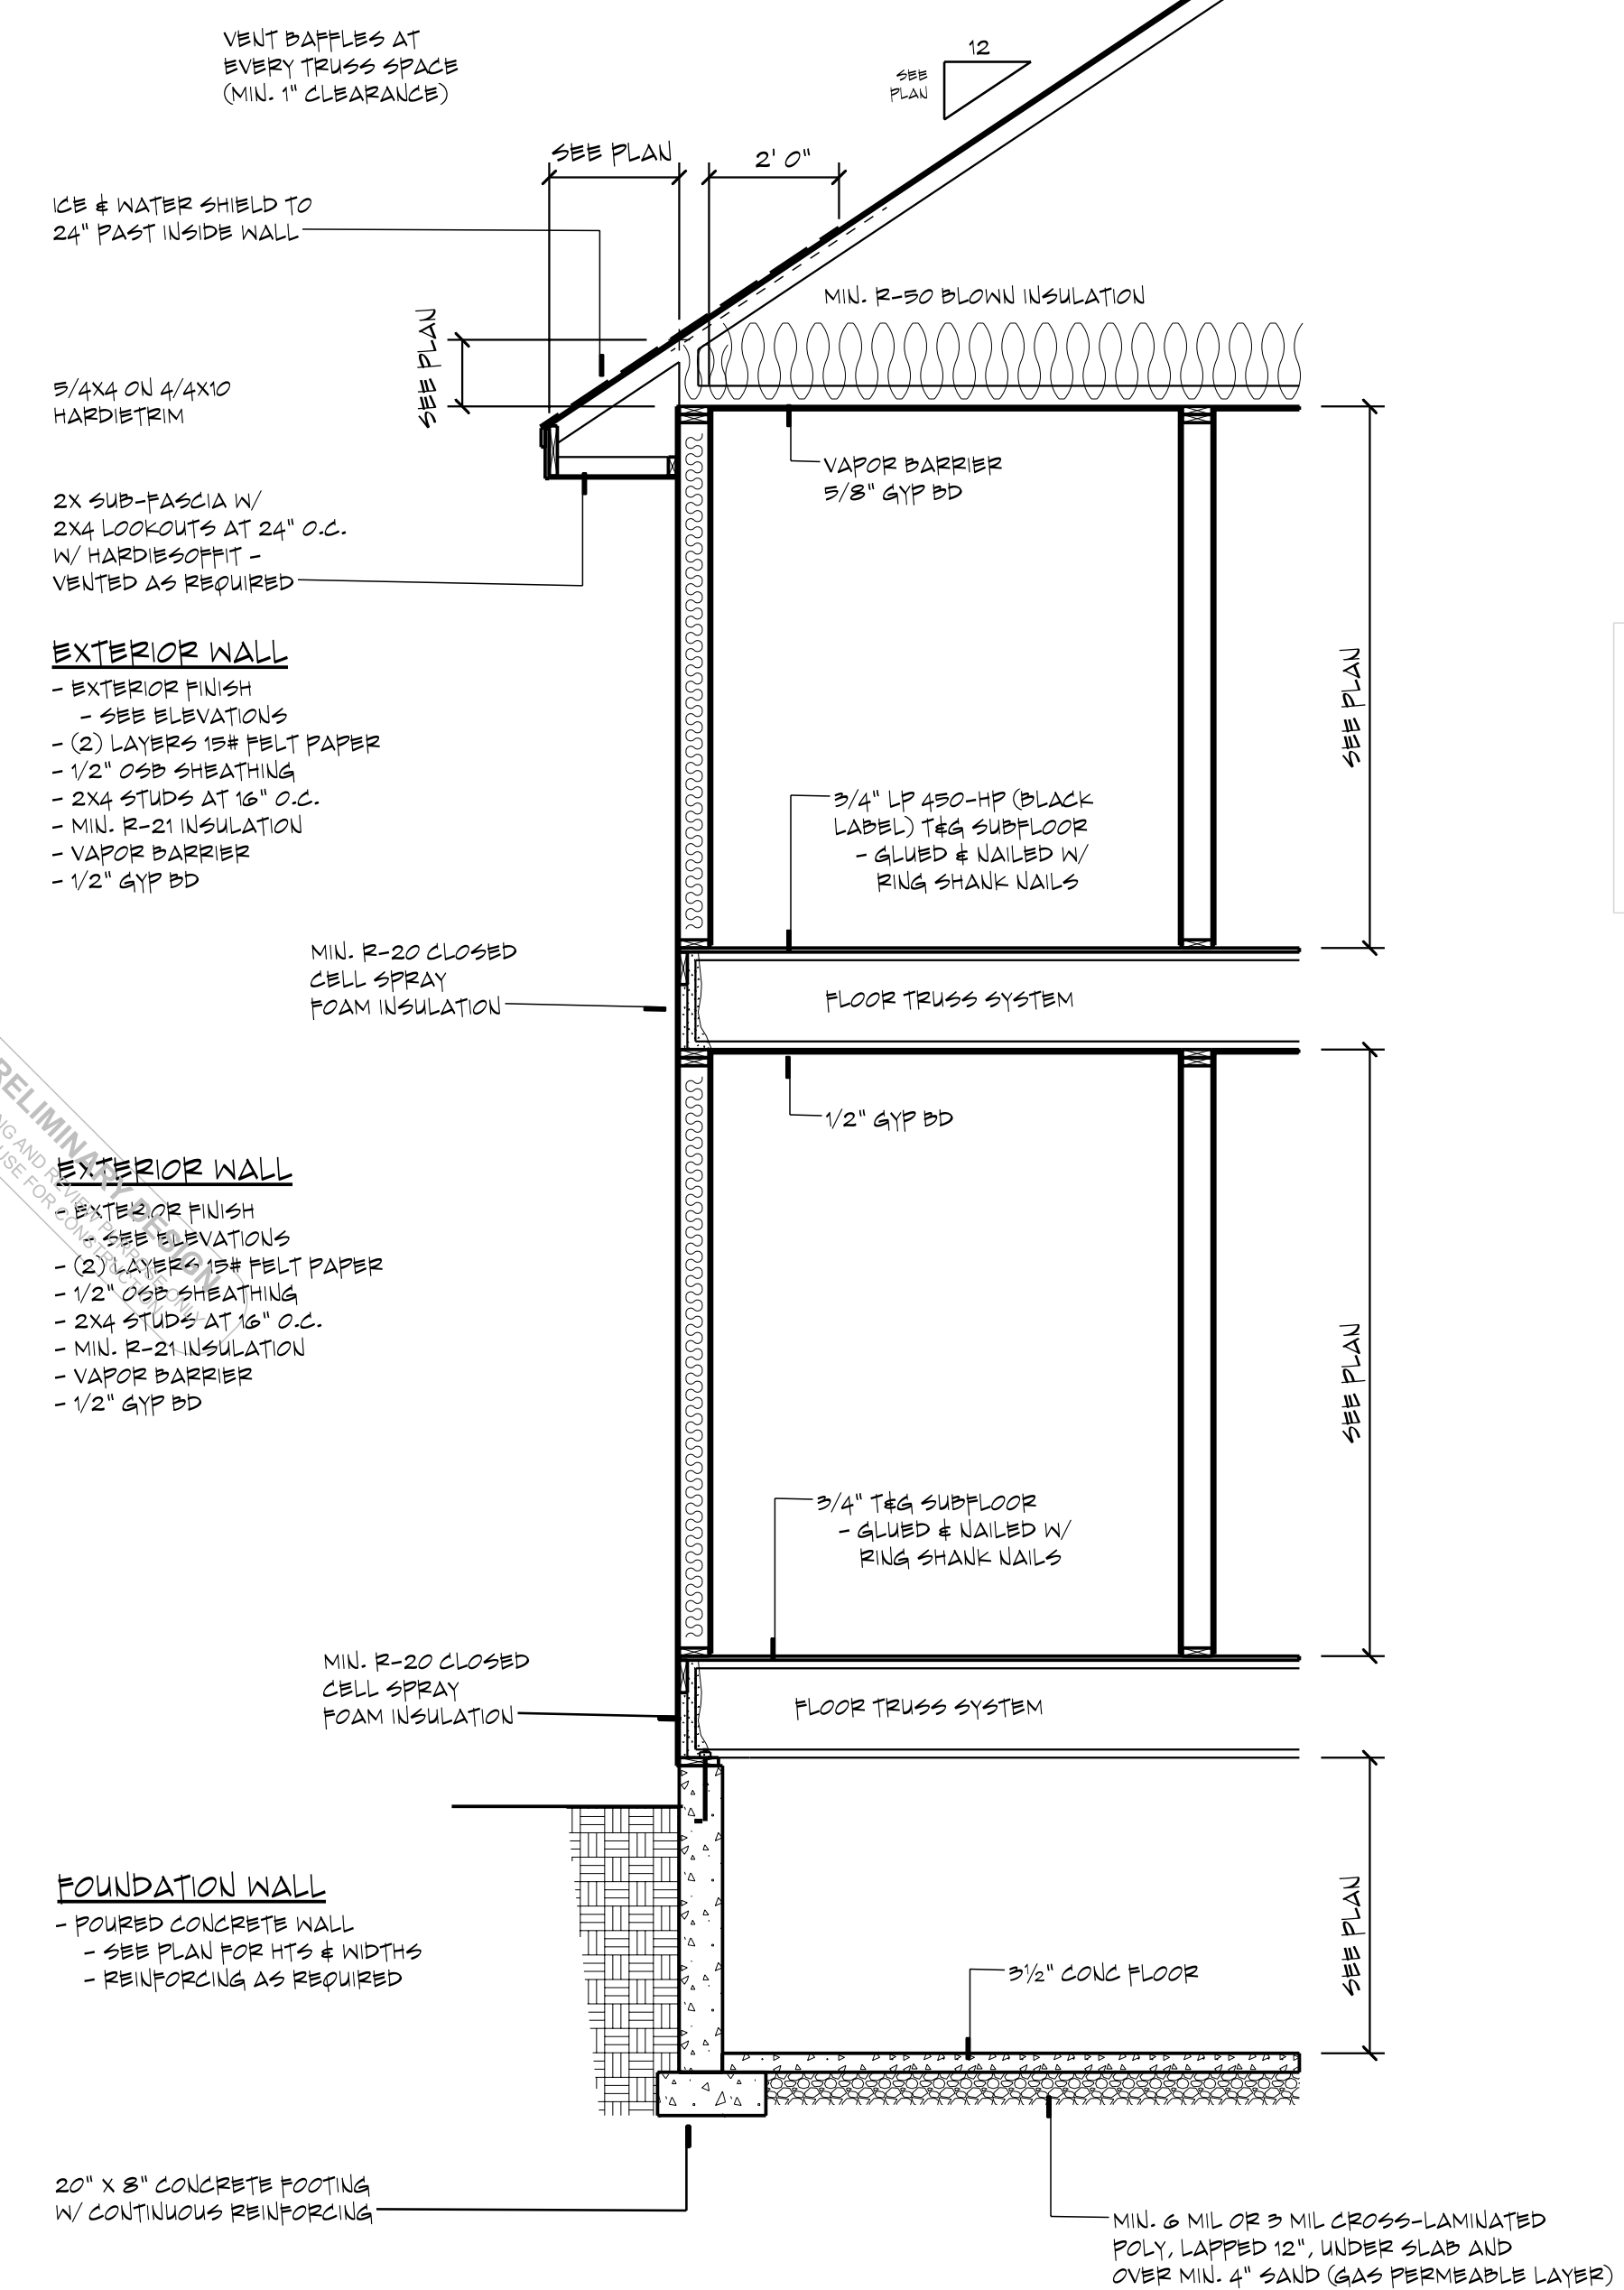 VENT BAFFLES AT
EVERY TRUSS SPACE
(MIN. 1" CLEARANCE)
12
SEE
PLAN
SEE PLAN
2' 0"
ICE & WATER SHIELD TO
24" PAST INSIDE WALL
MIN. R-50 BLOWN INSULATION
SEE PLAN
5/4X4 ON 4/4X10
HARDIETRIM
VAPOR BARRIER
5/8" GYP BD
2X SUB-FASCIA W/
2X4 LOOKOUTS AT 24" O.C.
W/ HARDIESOFFIT -
VENTED AS REQUIRED
EXTERIOR WALL
- EXTERIOR FINISH
- SEE ELEVATIONS
- (2) LAYERS 15# FELT PAPER
- 1/2" OSB SHEATHING
- 2X4 STUDS AT 16" O.C.
- MIN. R-21 INSULATION
- VAPOR BARRIER
- 1/2" GYP BD
SEE PLAN
3/4" LP 450-HP (BLACK
LABEL) T&G SUBFLOOR
- GLUED & NAILED W/
RING SHANK NAILS
MIN. R-20 CLOSED
CELL SPRAY
FOAM INSULATION
FLOOR TRUSS SYSTEM
1/2" GYP BD
RELIMINARY DESIGN
NG AND REVIEW PURPOSE ONLY
USE FOR CONSTRUCTION
EXTERIOR WALL
- EXTERIOR FINISH
- SEE ELEVATIONS
- (2) LAYERS 15# FELT PAPER
- 1/2" OSB SHEATHING
- 2X4 STUDS AT 16" O.C.
- MIN. R-21 INSULATION
- VAPOR BARRIER
- 1/2" GYP BD
SEE PLAN
3/4" T&G SUBFLOOR
- GLUED & NAILED W/
RING SHANK NAILS
MIN. R-20 CLOSED
CELL SPRAY
FOAM INSULATION
FLOOR TRUSS SYSTEM
FOUNDATION WALL
- POURED CONCRETE WALL
- SEE PLAN FOR HTS & WIDTHS
- REINFORCING AS REQUIRED
SEE PLAN
3½" CONC FLOOR
20" X 8" CONCRETE FOOTING
W/ CONTINUOUS REINFORCING
MIN. 6 MIL OR 3 MIL CROSS-LAMINATED
POLY, LAPPED 12", UNDER SLAB AND
OVER MIN. 4" SAND (GAS PERMEABLE LAYER)